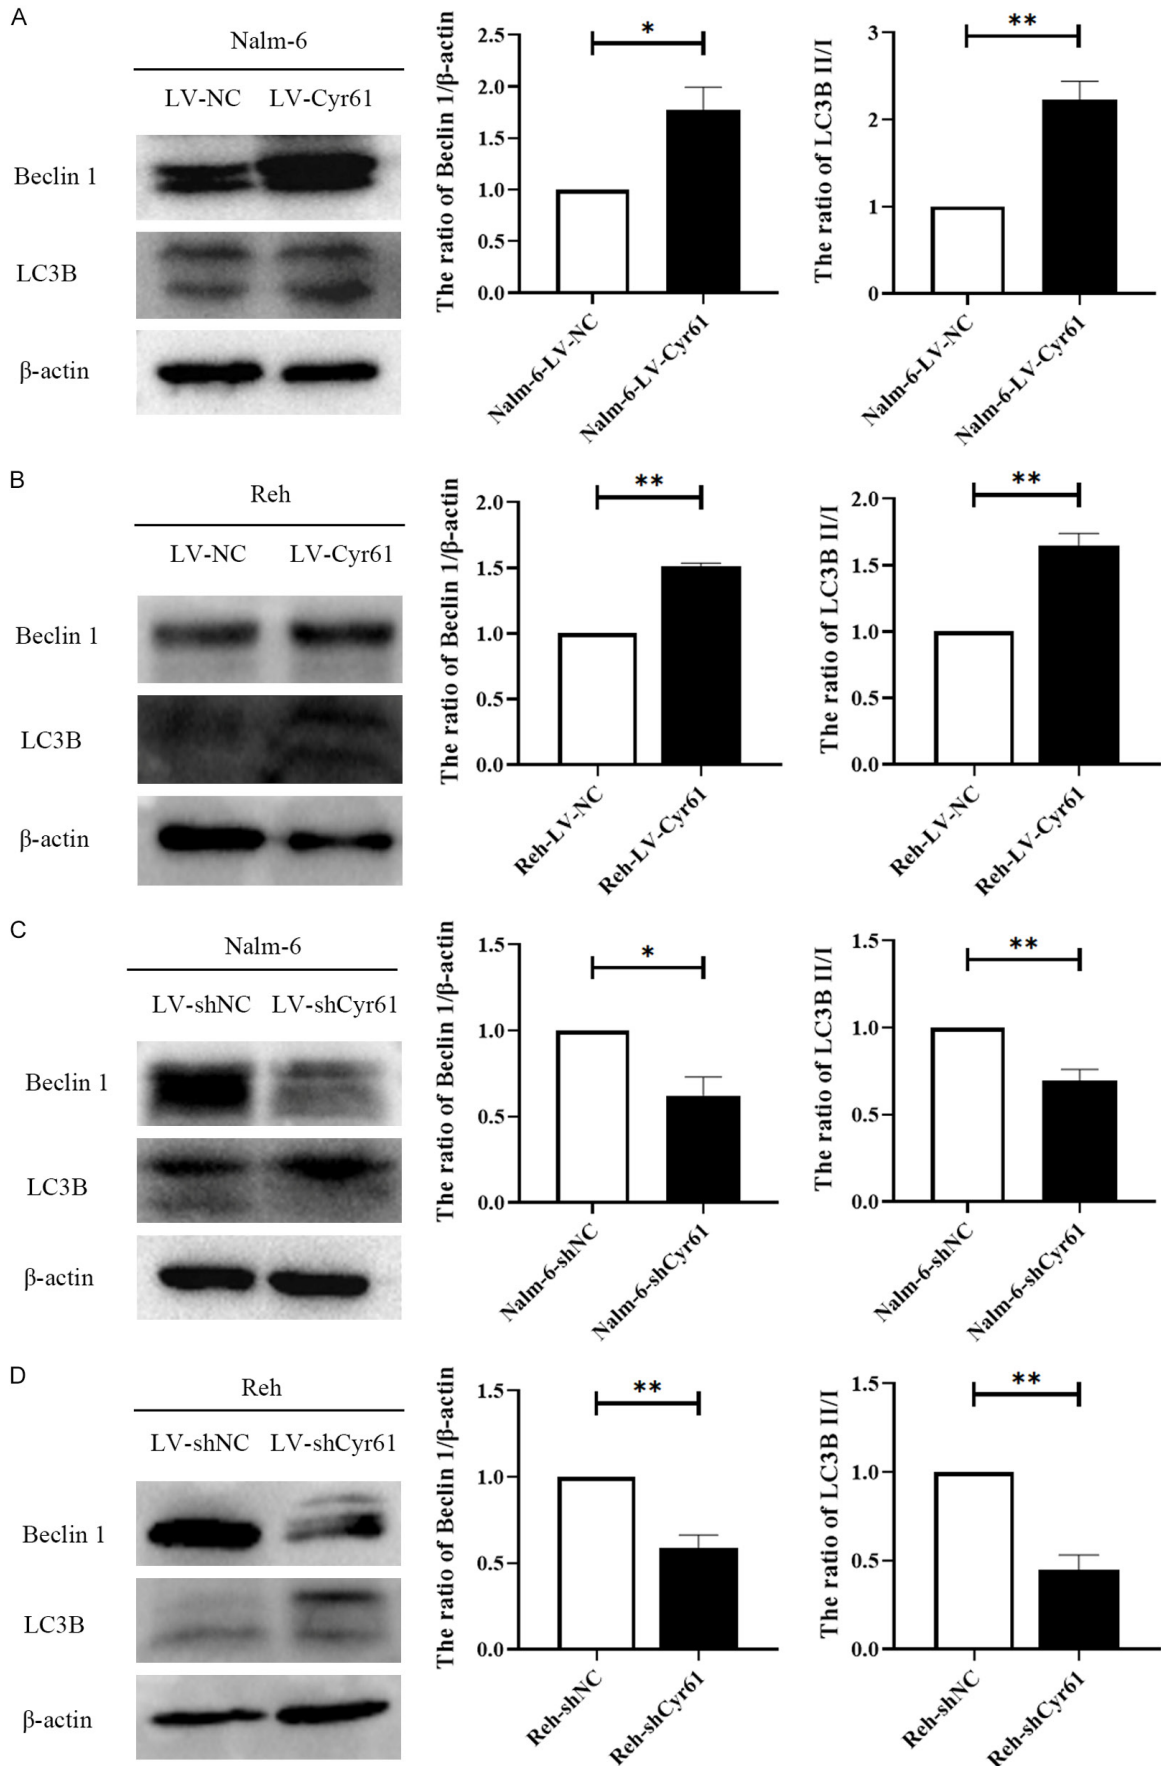 A
Nalm-6
LV-NC LV-Cyr61
Beclin 1
LC3B
β-actin
The ratio of Beclin 1/β-actin
2.5
2.0
1.5
1.0
0.5
0.0
*
Nalm-6-LV-NC
Nalm-6-LV-Cyr61
The ratio of LC3B II/I
3
2
1
0
**
Nalm-6-LV-NC
Nalm-6-LV-Cyr61
B
Reh
LV-NC LV-Cyr61
Beclin 1
LC3B
β-actin
The ratio of Beclin 1/β-actin
2.0
1.5
1.0
0.5
0.0
**
Reh-LV-NC
Reh-LV-Cyr61
The ratio of LC3B II/I
2.0
1.5
1.0
0.5
0.0
**
Reh-LV-NC
Reh-LV-Cyr61
C
Nalm-6
LV-shNC LV-shCyr61
Beclin 1
LC3B
β-actin
The ratio of Beclin 1/β-actin
1.5
1.0
0.5
0.0
*
Nalm-6-shNC
Nalm-6-shCyr61
The ratio of LC3B II/I
1.5
1.0
0.5
0.0
**
Nalm-6-shNC
Nalm-6-shCyr61
D
Reh
LV-shNC LV-shCyr61
Beclin 1
LC3B
β-actin
The ratio of Beclin 1/β-actin
1.5
1.0
0.5
0.0
**
Reh-shNC
Reh-shCyr61
The ratio of LC3B II/I
1.5
1.0
0.5
0.0
**
Reh-shNC
Reh-shCyr61